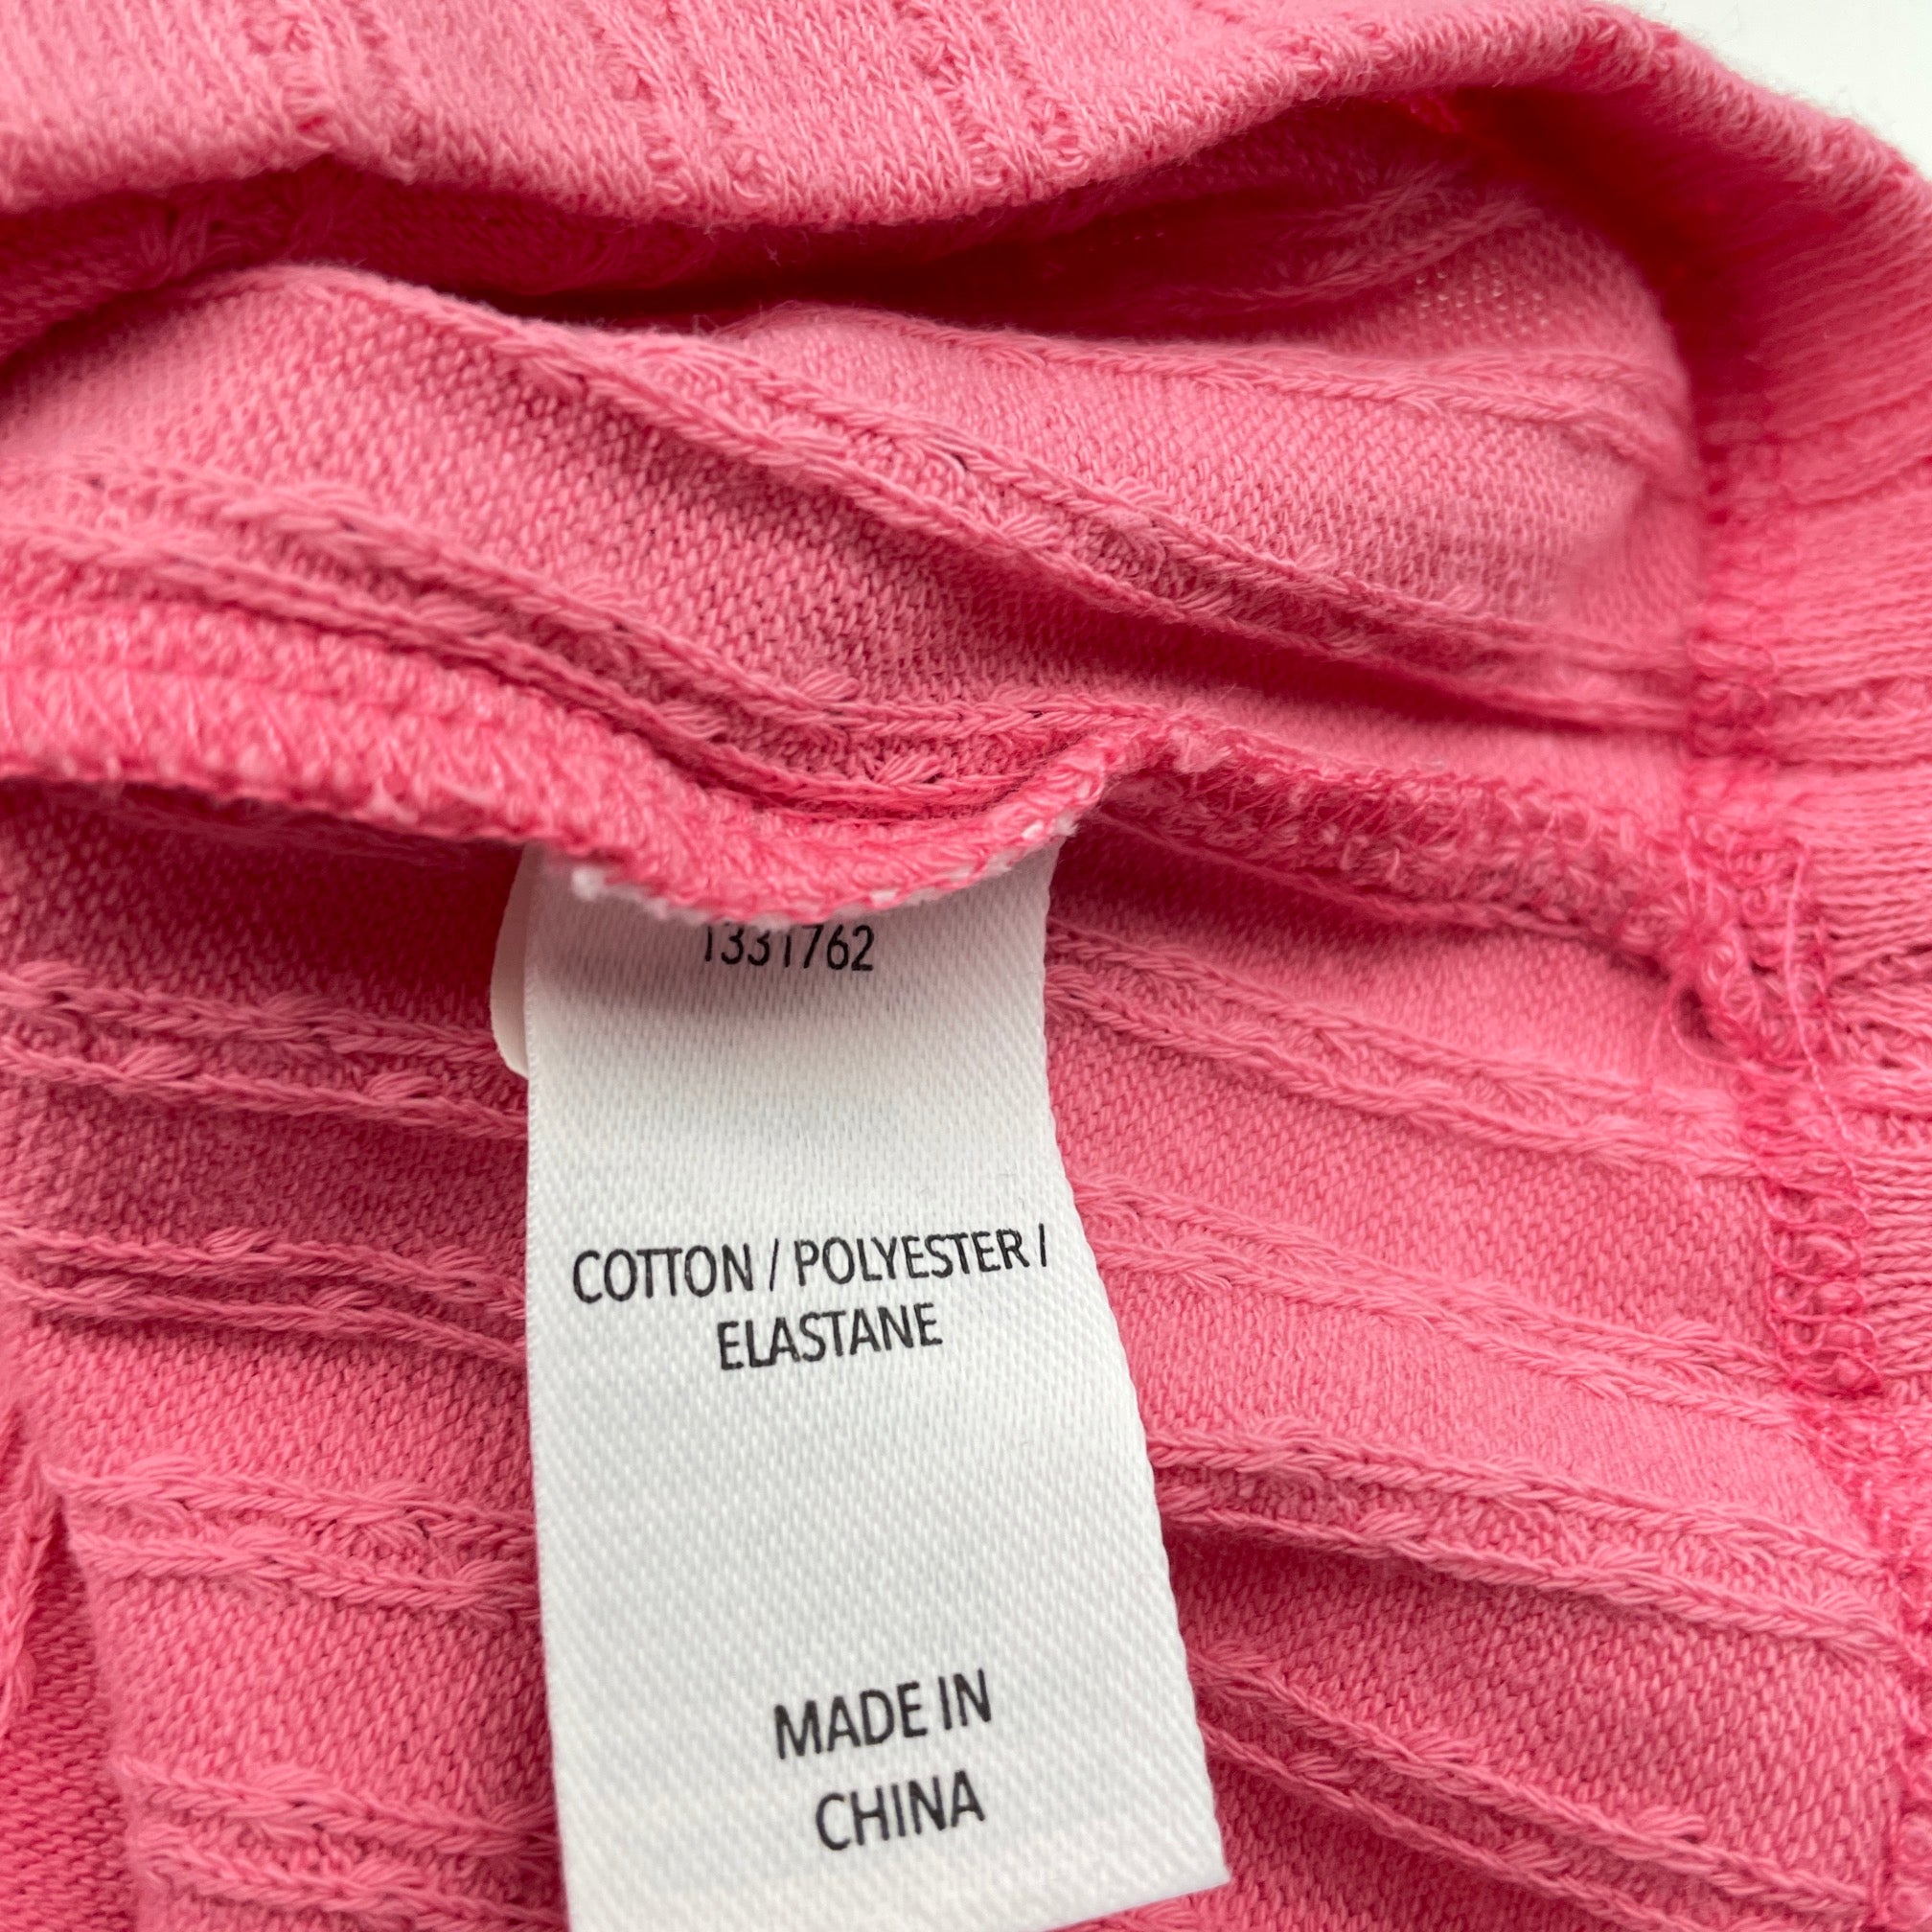 1331762
COTTON / POLYESTER /
ELASTANE
MADE IN
CHINA